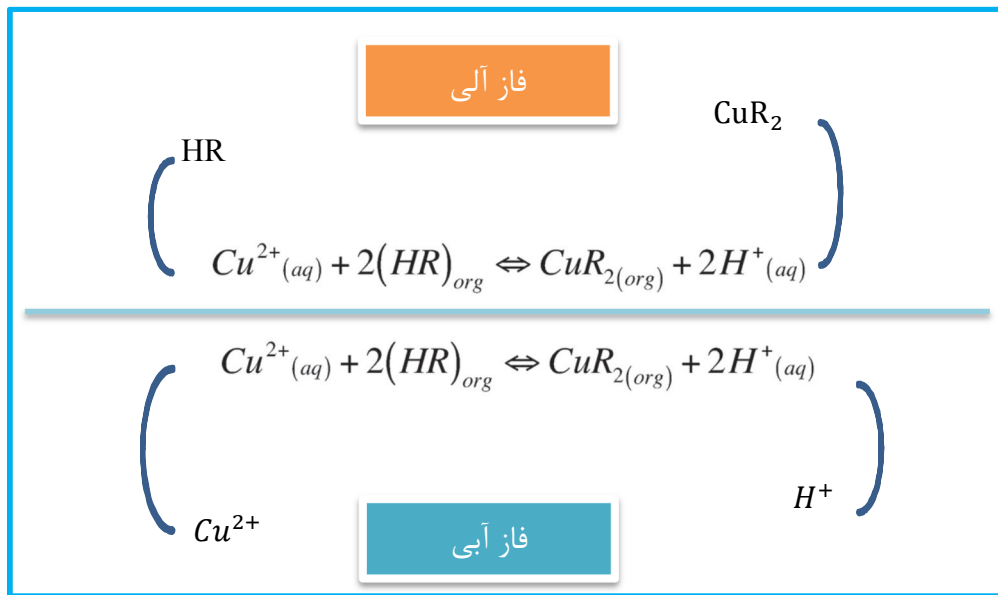 فاز آلی
CuR₂
HR
Cu²⁺(aq) + 2(HR)org ⇔ CuR₂(org) + 2H⁺(aq)
Cu²⁺(aq) + 2(HR)org ⇔ CuR₂(org) + 2H⁺(aq)
H⁺
Cu²⁺
فاز آبی